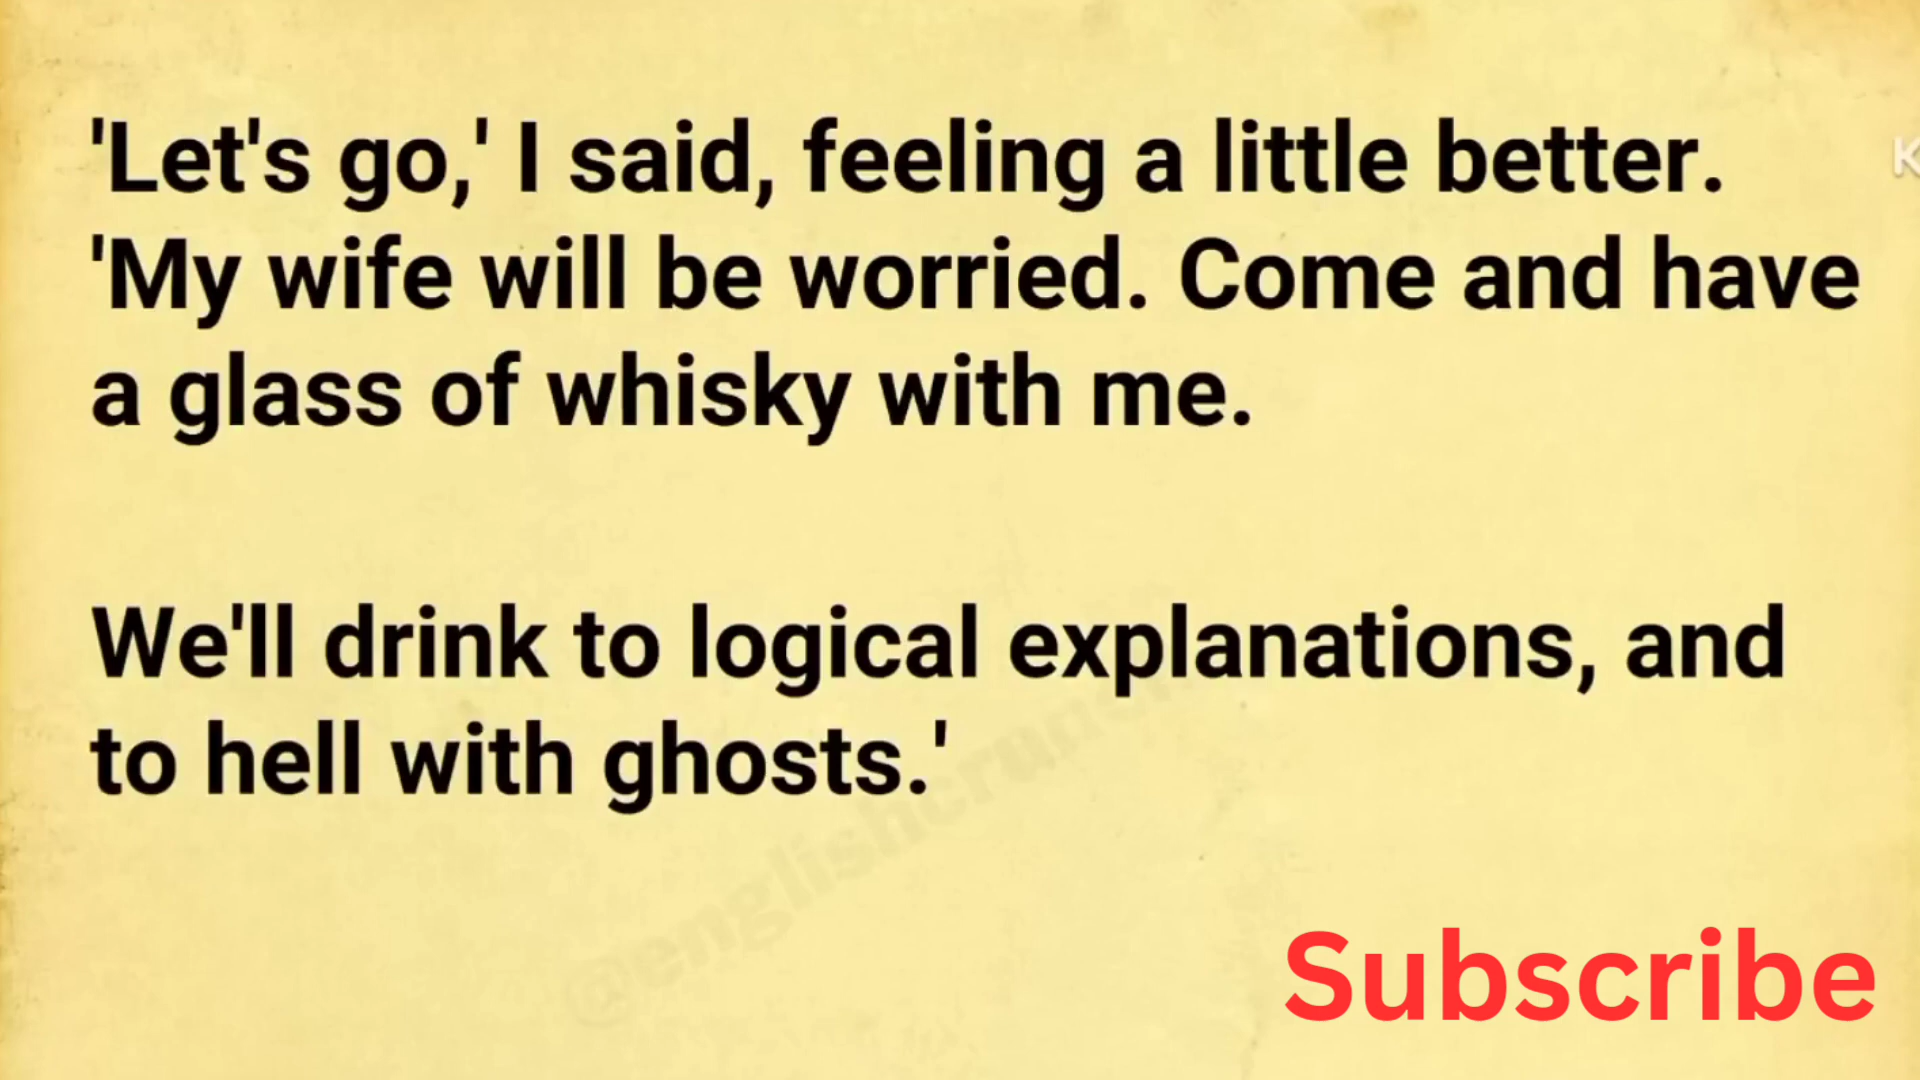 'Let's go,' I said, feeling a little better.
'My wife will be worried. Come and have
a glass of whisky with me.
We'll drink to logical explanations, and
to hell with ghosts.'
Subscribe